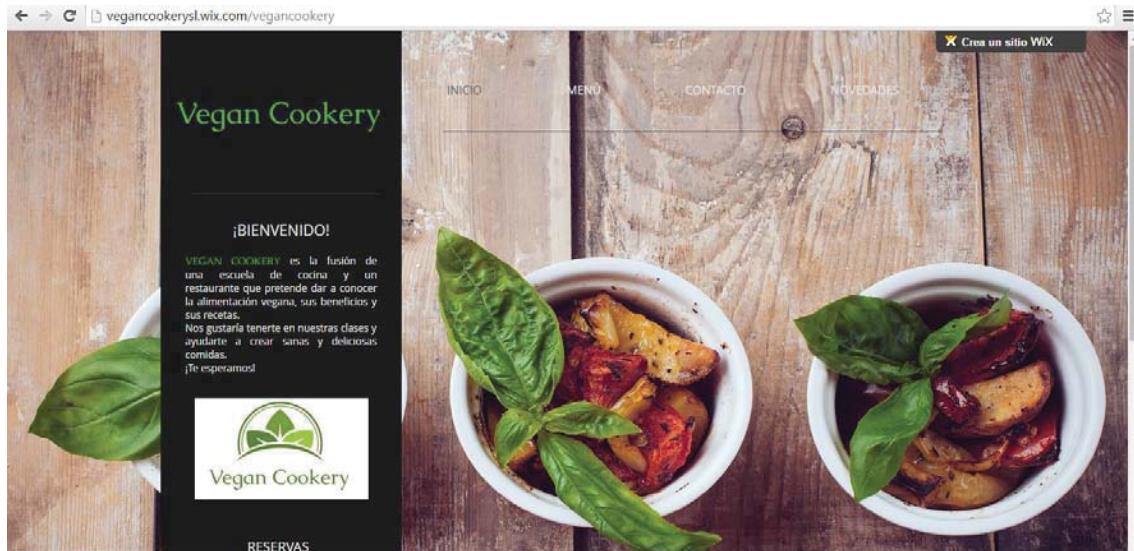 vegancookerysl.wix.com/vegancookery
Crea un sitio WiX
Vegan Cookery
INICIO
MENÚ
CONTACTO
NOVEDADES
¡BIENVENIDO!
VEGAN COOKERY es la fusión de
una escuela de cocina y un
restaurante que pretende dar a conocer
la alimentación vegana, sus beneficios y
sus recetas.
Nos gustaría tenerte en nuestras clases y
ayudarte a crear sanas y deliciosas
comidas.
¡Te esperamos!
Vegan Cookery
RESERVAS